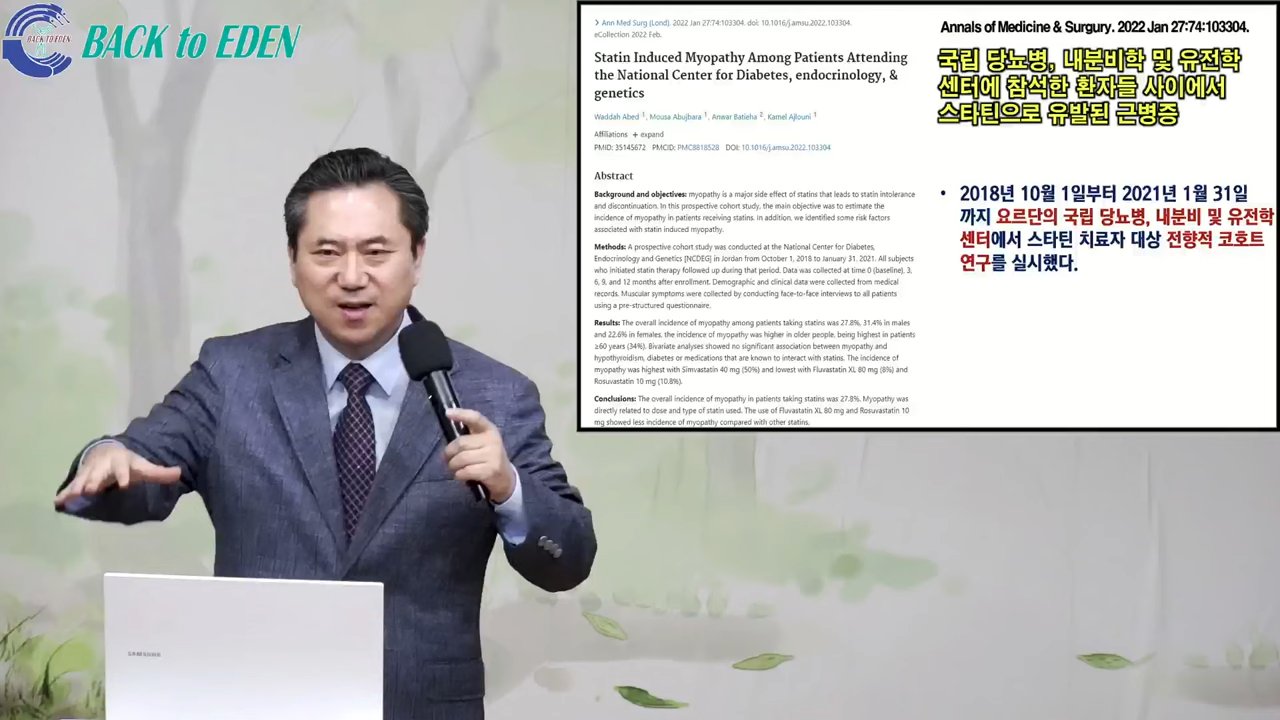 BACK TO EDEN
BACK to EDEN
Ann Med Surg (Lond). 2022 Jan 27:74:103304. doi: 10.1016/j.amsu.2022.103304.
eCollection 2022 Feb.
Statin Induced Myopathy Among Patients Attending
the National Center for Diabetes, endocrinology, &
genetics
Waddah Abed 1, Mousa Abujbara 1, Anwar Batieha 2, Kamel Ajlouni 1
Affiliations + expand
PMID: 35145672 PMCID: PMC8818528 DOI: 10.1016/j.amsu.2022.103304
Abstract
Background and objectives: myopathy is a major side effect of statins that leads to statin intolerance
and discontinuation. In this prospective cohort study, the main objective was to estimate the
incidence of myopathy in patients receiving statins. In addition, we identified some risk factors
associated with statin induced myopathy.
Methods: A prospective cohort study was conducted at the National Center for Diabetes,
Endocrinology and Genetics [NCDEG] in Jordan from October 1, 2018 to January 31. 2021. All subjects
who initiated statin therapy followed up during that period. Data was collected at time 0 (baseline), 3,
6, 9, and 12 months after enrollment. Demographic and clinical data were collected from medical
records. Muscular symptoms were collected by conducting face-to-face interviews to all patients
using a pre-structured questionnaire.
Results: The overall incidence of myopathy among patients taking statins was 27.8%, 31.4% in males
and 22.6% in females, the incidence of myopathy was higher in older people, being highest in patients
≥60 years (34%). Bivariate analyses showed no significant association between myopathy and
hypothyroidism, diabetes or medications that are known to interact with statins. The incidence of
myopathy was highest with Simvastatin 40 mg (50%) and lowest with Fluvastatin XL 80 mg (8%) and
Rosuvastatin 10 mg (10.8%).
Conclusions: The overall incidence of myopathy in patients taking statins was 27.8%. Myopathy was
directly related to dose and type of statin used. The use of Fluvastatin XL 80 mg and Rosuvastatin 10
mg showed less incidence of myopathy compared with other statins.
Annals of Medicine & Surgury. 2022 Jan 27:74:103304.
국립 당뇨병, 내분비학 및 유전학
센터에 참석한 환자들 사이에서
스타틴으로 유발된 근병증
• 2018년 10월 1일부터 2021년 1월 31일
까지 요르단의 국립 당뇨병, 내분비 및 유전학
센터에서 스타틴 치료자 대상 전향적 코호트
연구를 실시했다.
SAMSUNG